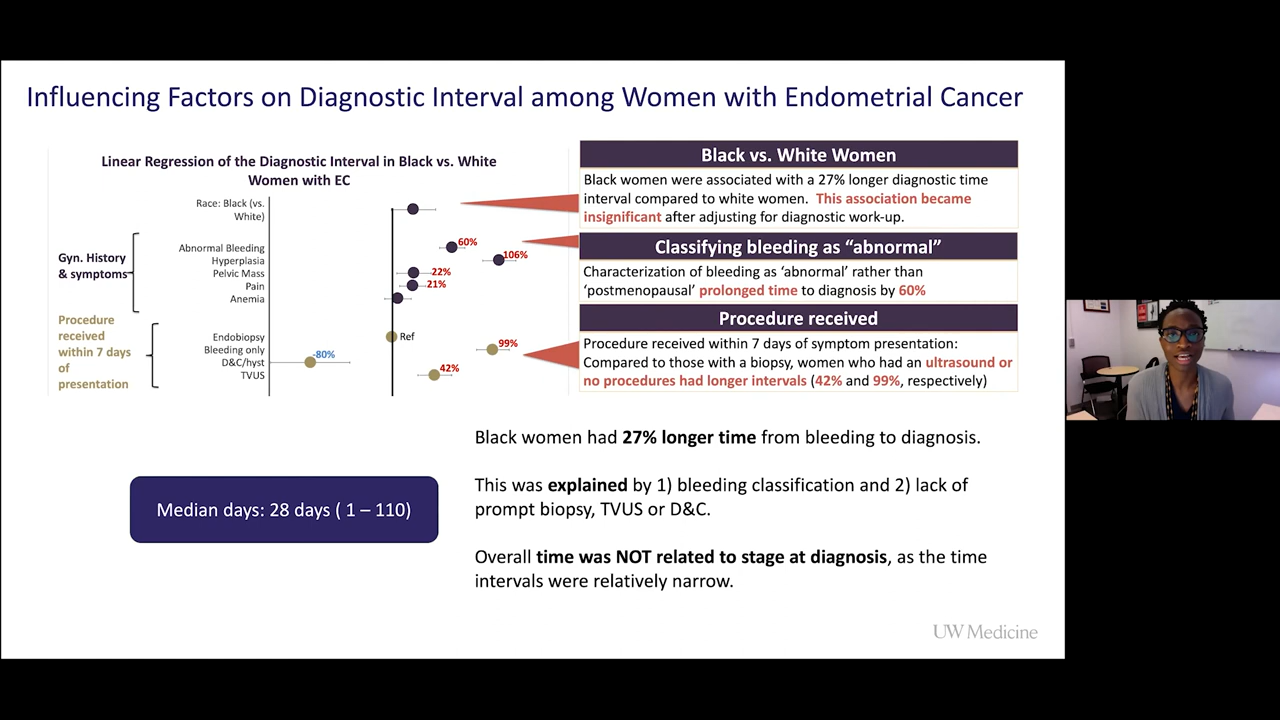 Influencing Factors on Diagnostic Interval among Women with Endometrial Cancer
Linear Regression of the Diagnostic Interval in Black vs. White
Women with EC
Race: Black (vs.
White)
Gyn. History
& symptoms
Abnormal Bleeding
Hyperplasia
Pelvic Mass
Pain
Anemia
60%
106%
22%
21%
Procedure
received
within 7 days
of
presentation
Endobiopsy
Bleeding only
D&C/hyst
TVUS
Ref
99%
-80%
42%
Black vs. White Women
Black women were associated with a 27% longer diagnostic time
interval compared to white women. This association became
insignificant after adjusting for diagnostic work-up.
Classifying bleeding as “abnormal”
Characterization of bleeding as ‘abnormal’ rather than
‘postmenopausal’ prolonged time to diagnosis by 60%
Procedure received
Procedure received within 7 days of symptom presentation:
Compared to those with a biopsy, women who had an ultrasound or
no procedures had longer intervals (42% and 99%, respectively)
Median days: 28 days ( 1 – 110)
Black women had 27% longer time from bleeding to diagnosis.
This was explained by 1) bleeding classification and 2) lack of
prompt biopsy, TVUS or D&C.
Overall time was NOT related to stage at diagnosis, as the time
intervals were relatively narrow.
UW Medicine